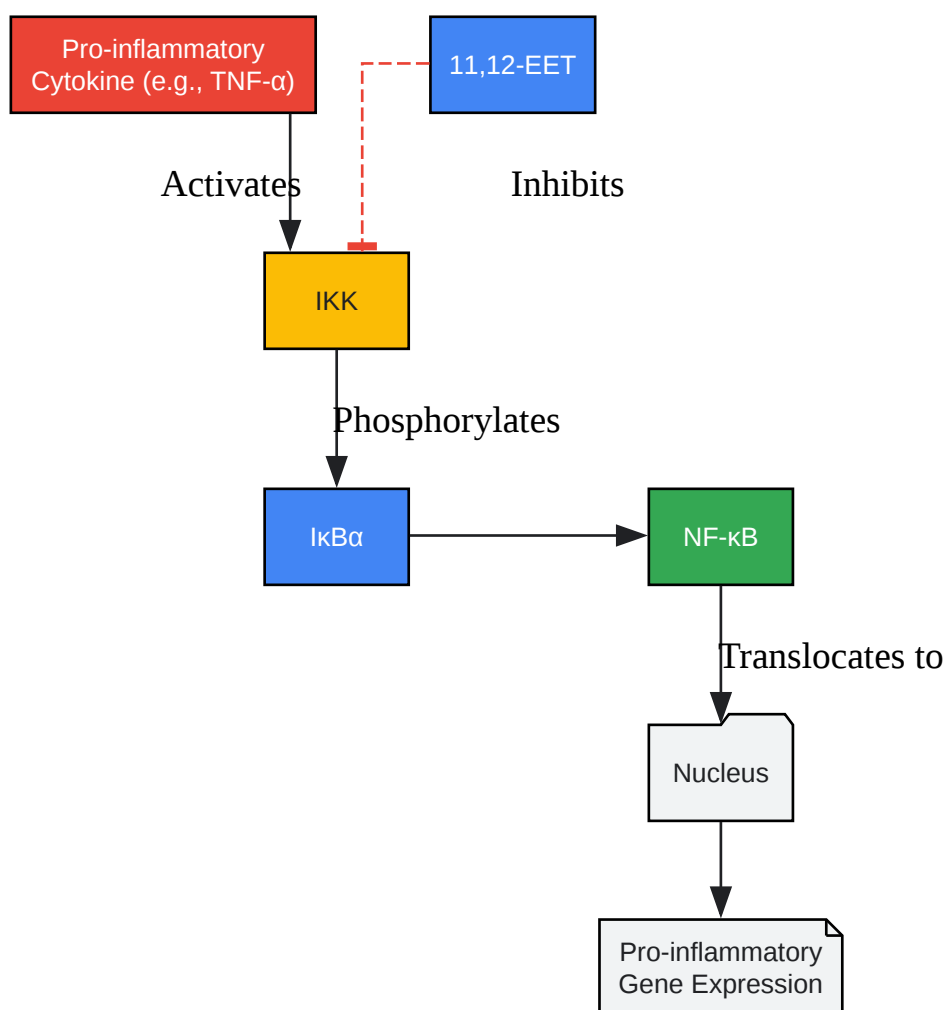 Pro-inflammatory
Cytokine (e.g., TNF-α)
11,12-EET
Activates
Inhibits
IKK
Phosphorylates
IκBα
NF-κB
Translocates to
Nucleus
Pro-inflammatory
Gene Expression